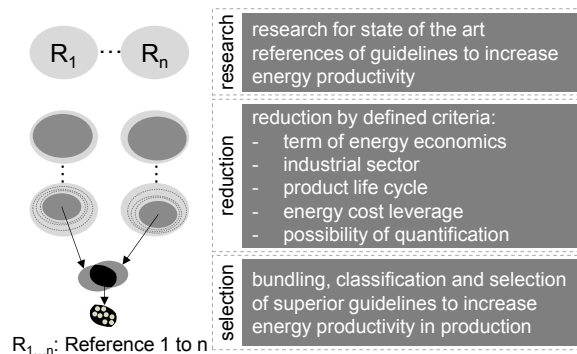 R1 ... Rn
research
research for state of the art
references of guidelines to increase
energy productivity
reduction
reduction by defined criteria:
- term of energy economics
- industrial sector
- product life cycle
- energy cost leverage
- possibility of quantification
selection
bundling, classification and selection
of superior guidelines to increase
energy productivity in production
R1...n: Reference 1 to n